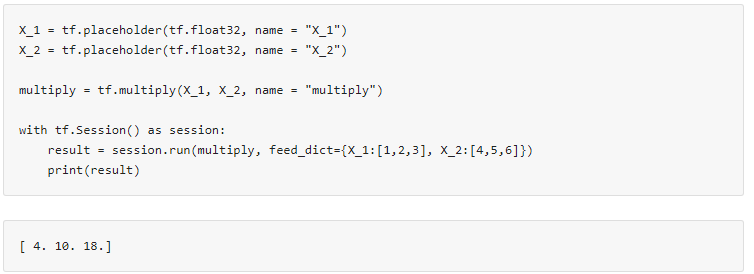 X_1 = tf.placeholder(tf.float32, name = "X_1")
X_2 = tf.placeholder(tf.float32, name = "X_2")
multiply = tf.multiply(X_1, X_2, name = "multiply")
with tf.Session() as session:
    result = session.run(multiply, feed_dict={X_1:[1,2,3], X_2:[4,5,6]})
    print(result)
[ 4. 10. 18.]